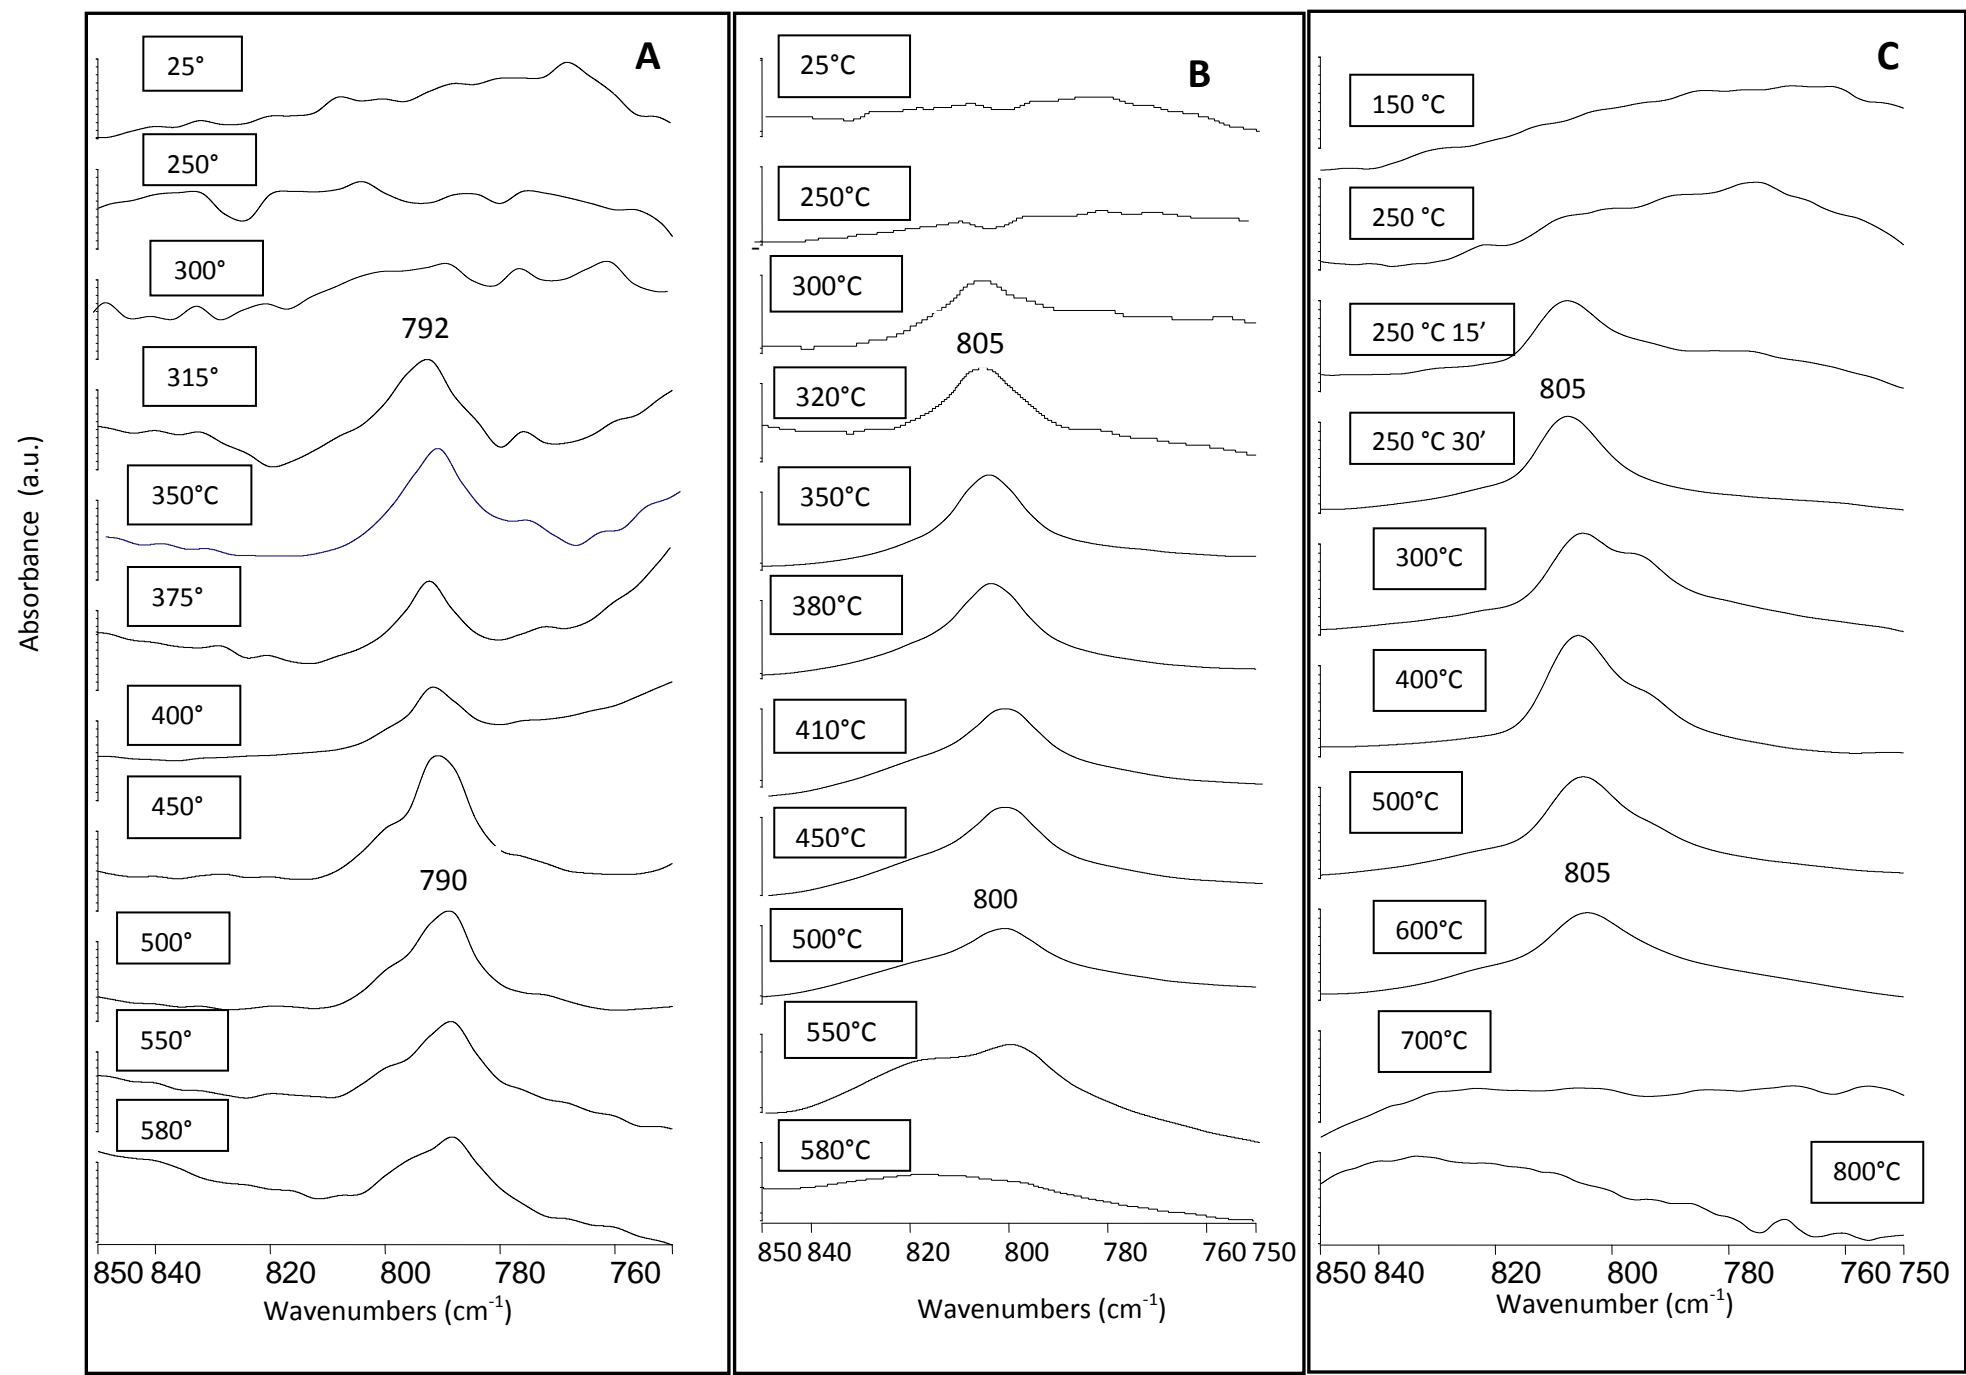 Absorbance (a.u.)
A
25°
250°
300°
792
315°
350°C
375°
400°
450°
790
500°
550°
580°
850 840 820 800 780 760
Wavenumbers (cm-1)
B
25°C
250°C
300°C
805
320°C
350°C
380°C
410°C
450°C
800
500°C
550°C
580°C
850 840 820 800 780 760 750
Wavenumbers (cm-1)
C
150 °C
250 °C
250 °C 15’
805
250 °C 30’
300°C
400°C
500°C
805
600°C
700°C
800°C
850 840 820 800 780 760 750
Wavenumber (cm-1)